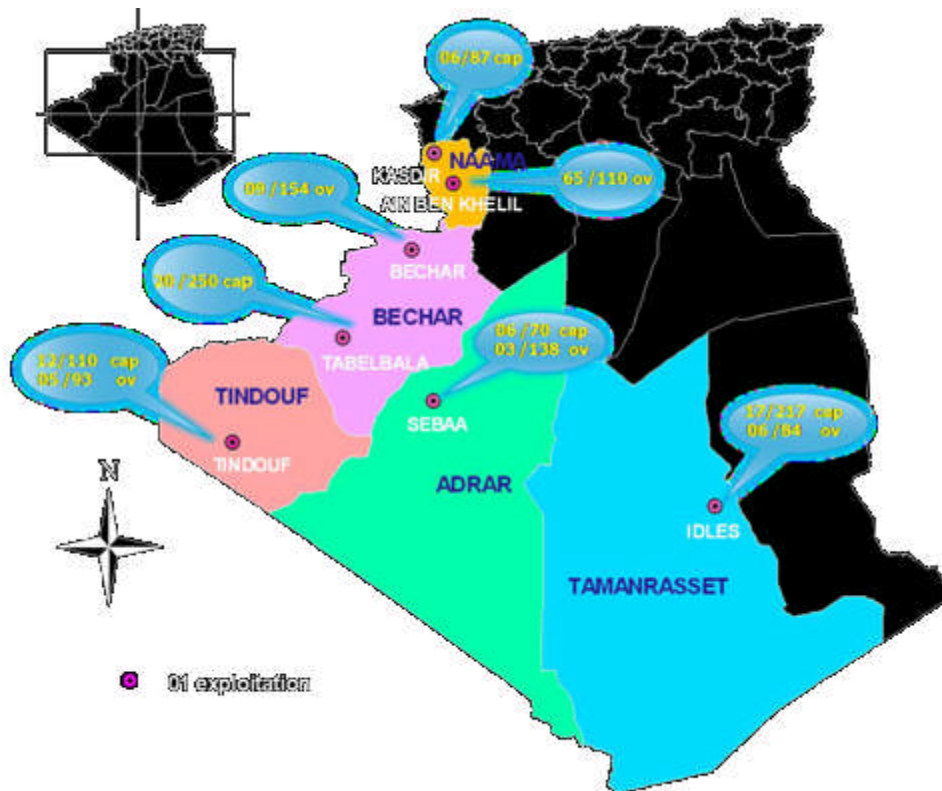 06/87 cap
NAAMA
KASDIR
65/110 ov
AIN BEN KHELIL
09/154 ov
BECHAR
/250 cap
BECHAR
TABELBALA
06/70 cap
03/138 ov
12/110 cap
05/93 ov
TINDOUF
TINDOUF
SEBAA
17/217 cap
06/84 ov
ADRAR
N
IDLES
TAMANRASSET
01 exploitation